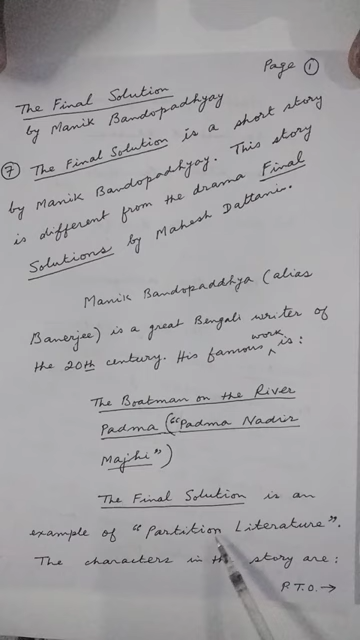 Page 1
The Final Solution
by Manik Bandopadhyay
7 The Final Solution is a short story
by Manik Bandopadhyay. This story
is different from the drama Final
Solutions by Mahesh Dattani.
Manik Bandopaddhya (alias
Banerjee) is a great Bengali writer of
the 20th century. His famous work is:
The Boatman on the River
Padma ("Padma Nadir
Majhi")
The Final Solution is an
example of "Partition Literature".
The characters in the story are:
P.T.O. →